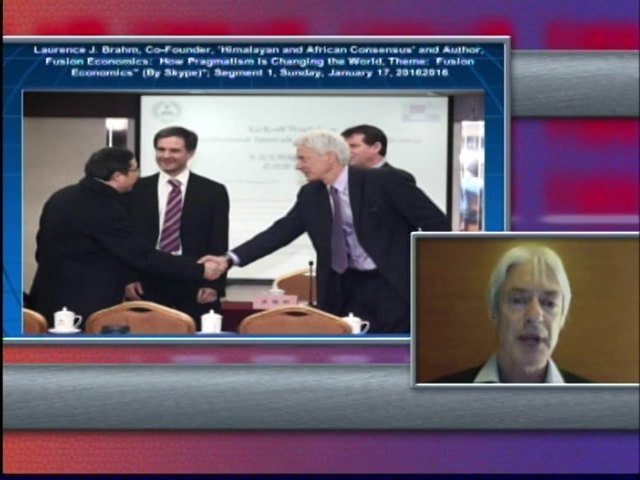 Laurence J. Brahm, Co-Founder, 'Himalayan and African Consensus' and Author,
Fusion Economics: How Pragmatism is Changing the World, Theme: Fusion
Economics" (By Skype)"; Segment 1, Sunday, January 17, 20162016
Kickoff